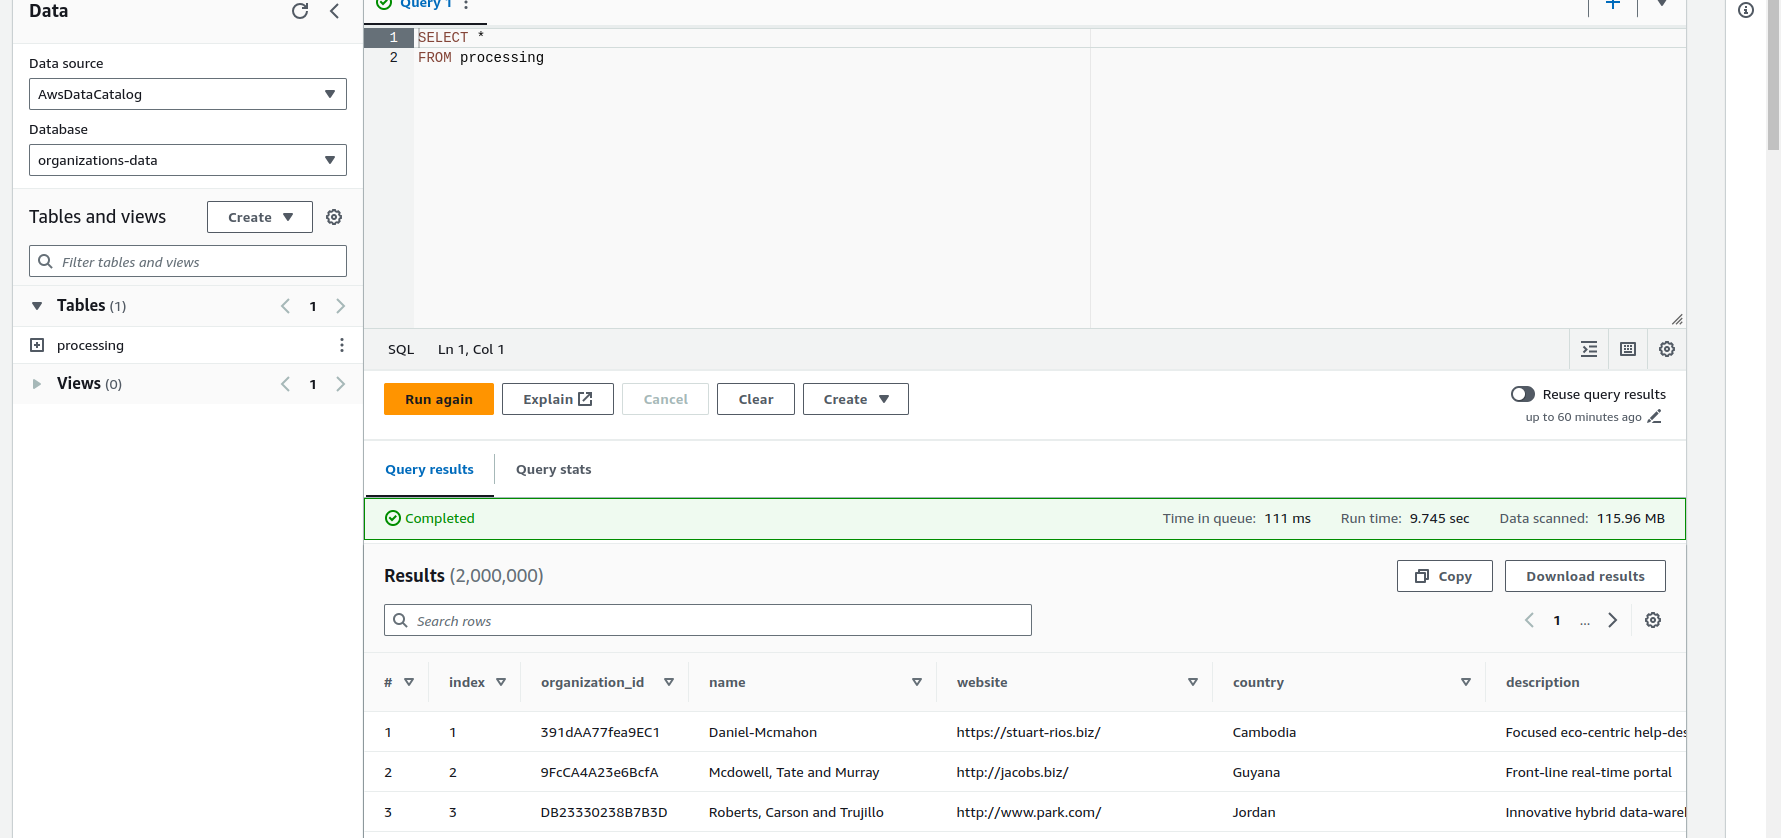 Data
Data source
AwsDataCatalog
Database
organizations-data
Tables and views
Create
Filter tables and views
Tables (1)
1
processing
Views (0)
1
Query 1
1 SELECT *
2 FROM processing
SQL Ln 1, Col 1
Run again
Explain
Cancel
Clear
Create
Reuse query results
up to 60 minutes ago
Query results
Query stats
Completed
Time in queue: 111 ms Run time: 9.745 sec Data scanned: 115.96 MB
Results (2,000,000)
Copy
Download results
Search rows
1 ...
# index organization_id name website country description
1 1 391dAA77fea9EC1 Daniel-Mcmahon https://stuart-rios.biz/ Cambodia Focused eco-centric help-des
2 2 9FcCA4A23e6BcfA Mcdowell, Tate and Murray http://jacobs.biz/ Guyana Front-line real-time portal
3 3 DB23330238B7B3D Roberts, Carson and Trujillo http://www.park.com/ Jordan Innovative hybrid data-warel